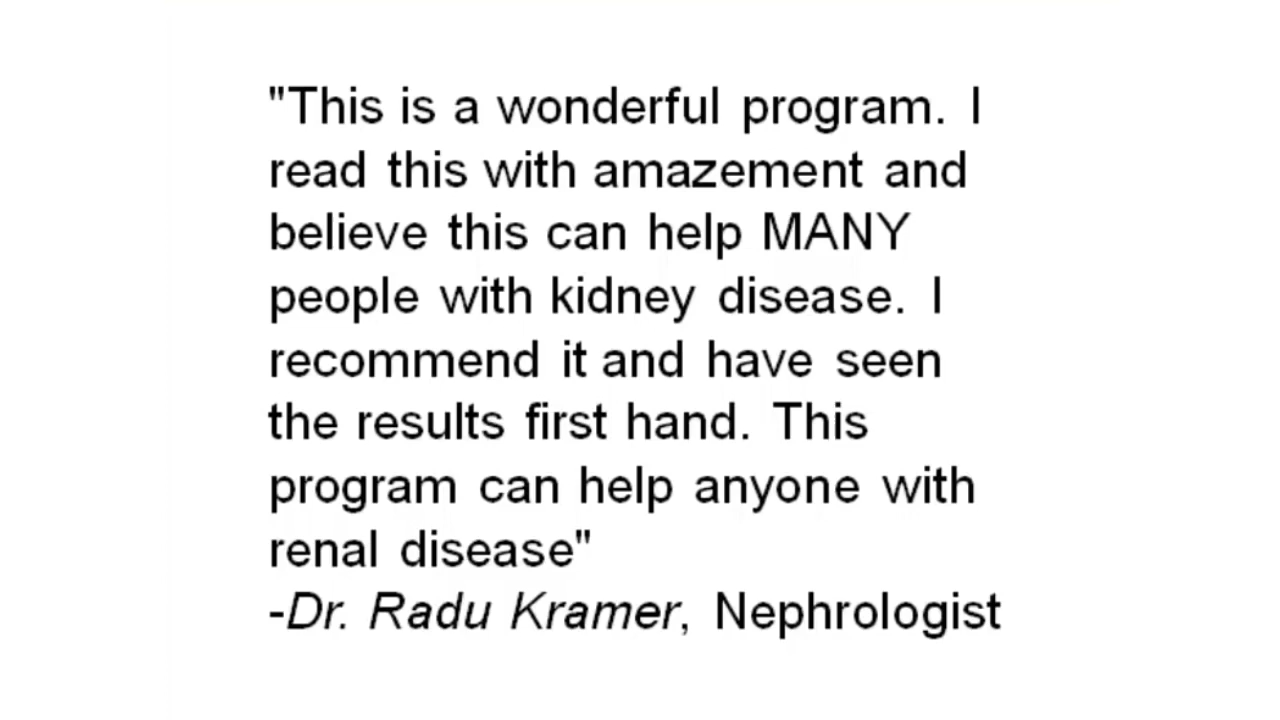 "This is a wonderful program. I
read this with amazement and
believe this can help MANY
people with kidney disease. I
recommend it and have seen
the results first hand. This
program can help anyone with
renal disease"
-Dr. Radu Kramer, Nephrologist